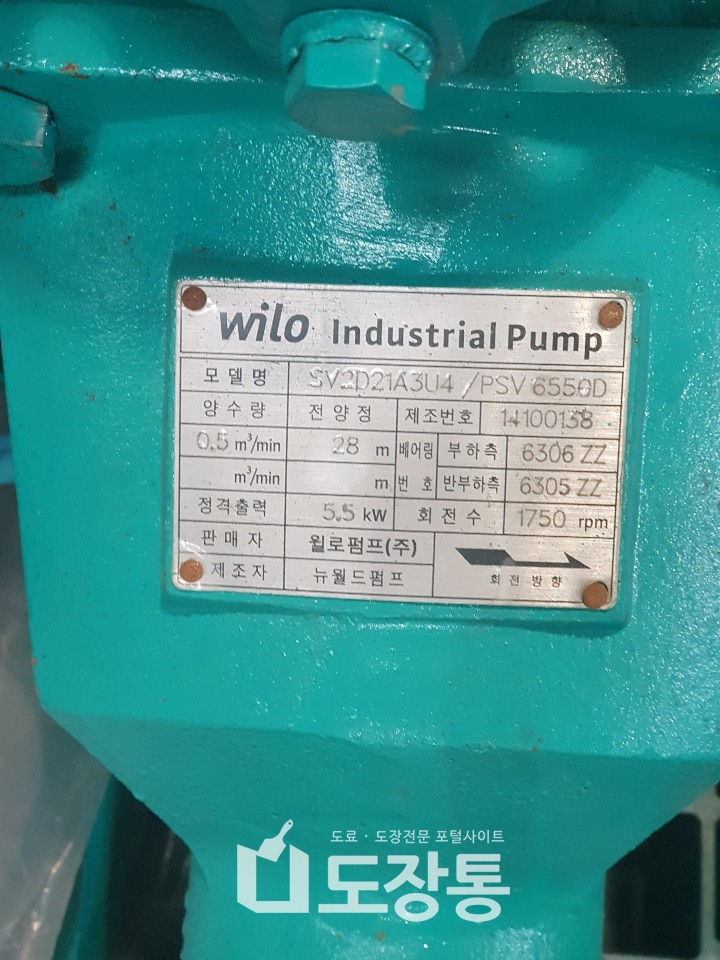 wilo Industrial Pump
모델명 SV2D21A3U4 /PSV 6550D
양수량 전양정 제조번호 14100138
0.5 m³/min 28 m 베어링 부하측 6306 ZZ
m³/min m 번호 반부하측 6305 ZZ
정격출력 5.5 kW 회전수 1750 rpm
판매자 윌로펌프(주)
제조자 뉴월드펌프 회전방향
도료 · 도장전문 포털사이트
도장통